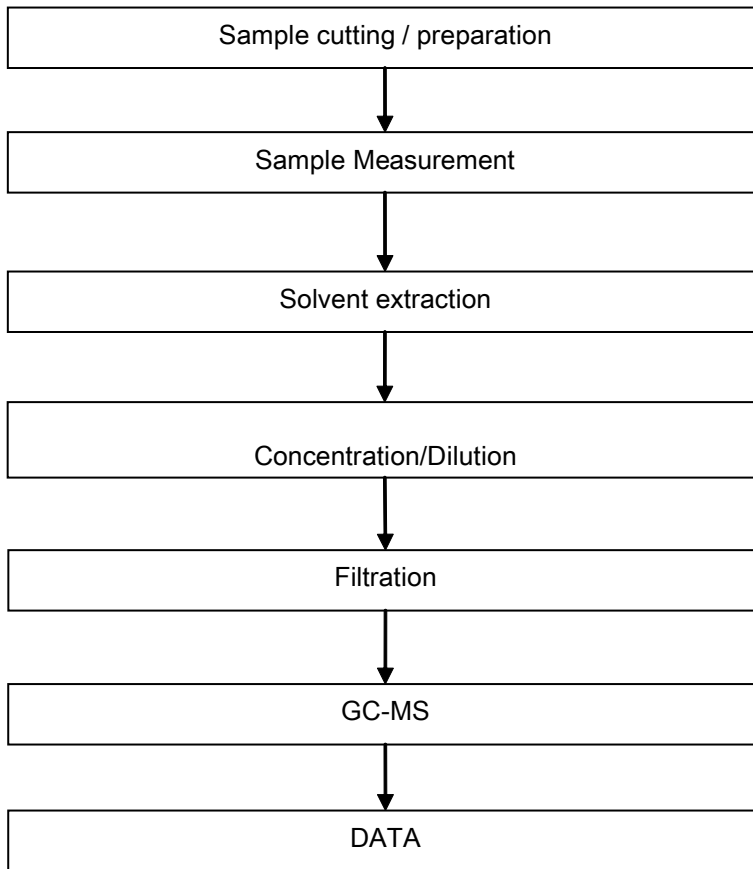 Sample cutting / preparation
Sample Measurement
Solvent extraction
Concentration/Dilution
Filtration
GC-MS
DATA